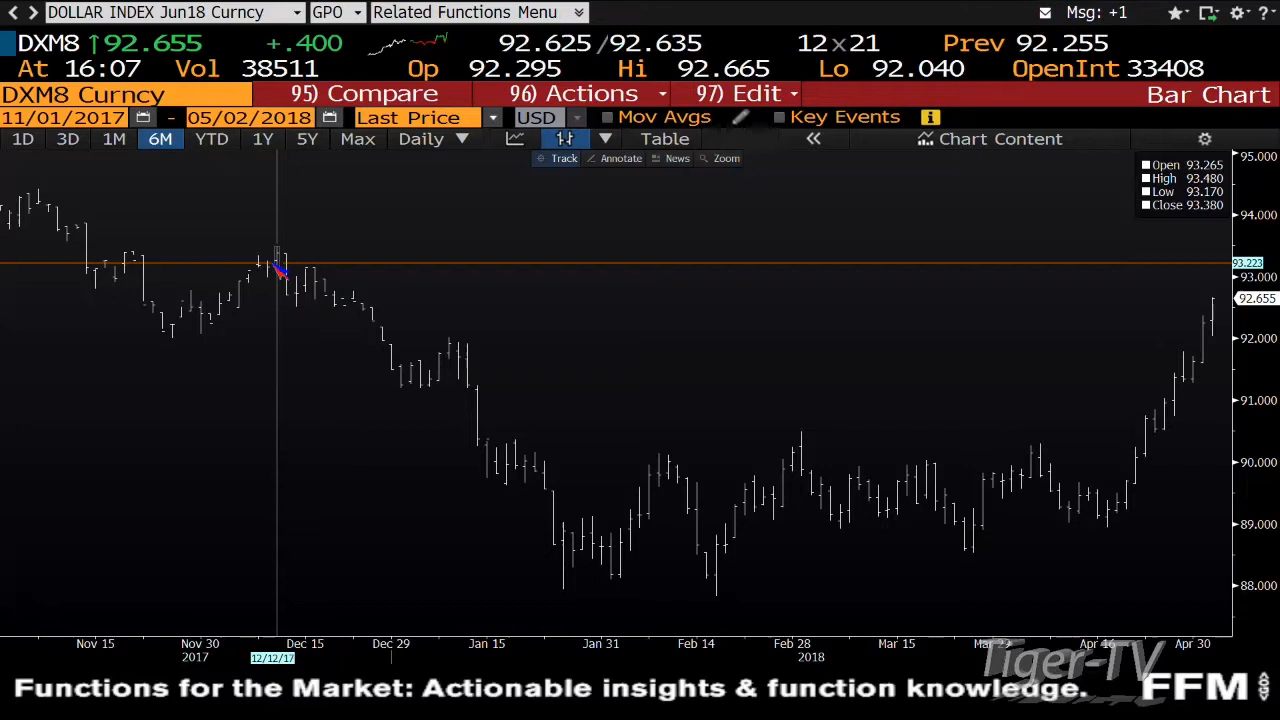 DOLLAR INDEX Jun18 Curncy GPO Related Functions Menu Msg: +1
DXM8 ↑92.655 +.400 92.625/92.635 12x21 Prev 92.255
At 16:07 Vol 38511 Op 92.295 Hi 92.665 Lo 92.040 OpenInt 33408
DXM8 Curncy 95) Compare 96) Actions 97) Edit Bar Chart
11/01/2017 - 05/02/2018 Last Price USD Mov Avgs Key Events
1D 3D 1M 6M YTD 1Y 5Y Max Daily Table « Chart Content
Track Annotate News Zoom
95.000
Open 93.265
High 93.480
Low 93.170
Close 93.380
94.000
93.223
93.000
92.655
92.000
91.000
90.000
89.000
88.000
Nov 15 Nov 30 Dec 15 Dec 29 Jan 15 Jan 31 Feb 14 Feb 28 Mar 15 Mar 29 Apr 16 Apr 30
2017 12/12/17 2018
Tiger-TV
Functions for the Market: Actionable insights & function knowledge. FFM